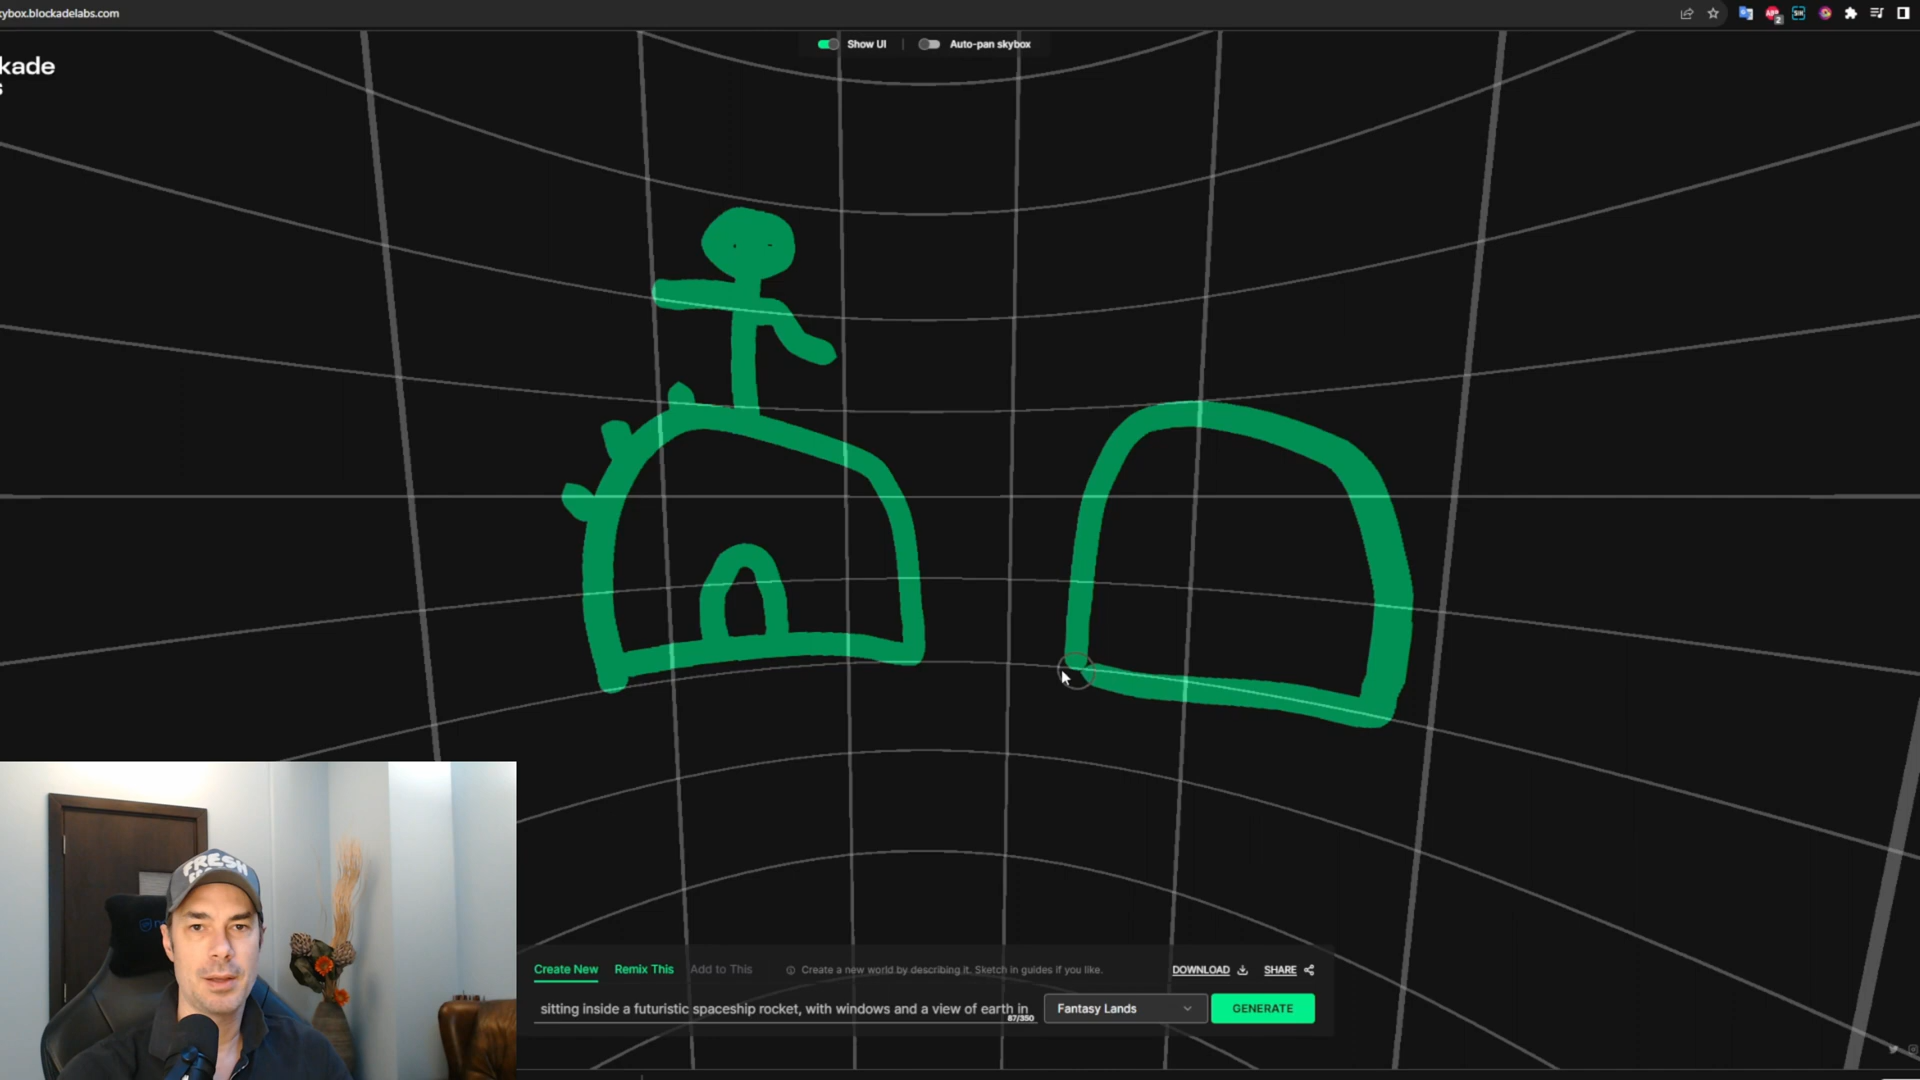 ybox.blockadelabs.com
kade
s
Show UI
Auto-pan skybox
FRESH
Create New
Remix This
Add to This
Create a new world by describing it. Sketch in guides if you like.
DOWNLOAD
SHARE
sitting inside a futuristic spaceship rocket, with windows and a view of earth in
87/350
Fantasy Lands
GENERATE